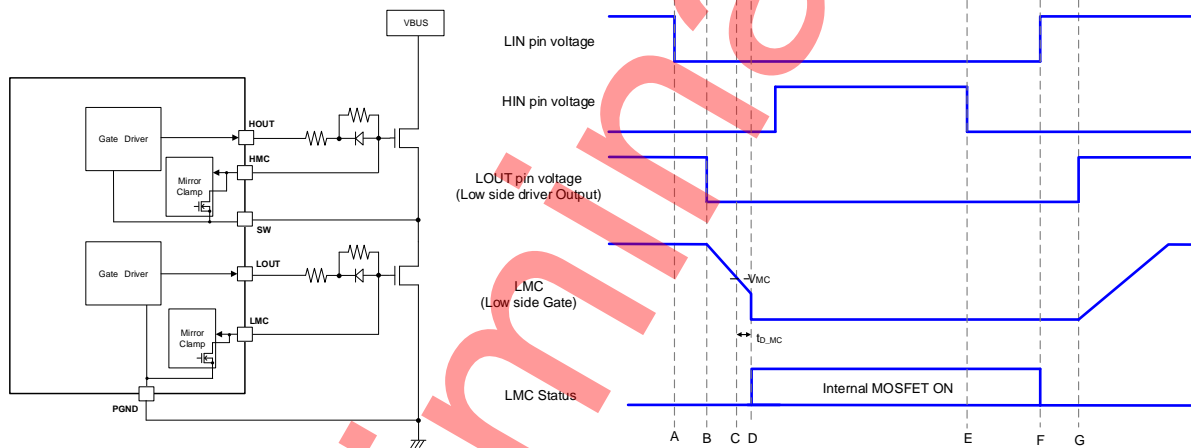 VBUS
Gate Driver
HOUT
HMC
Mirror
Clamp
SW
Gate Driver
LOUT
Mirror
Clamp
LMC
PGND
LIN pin voltage
HIN pin voltage
LOUT pin voltage
(Low side driver Output)
LMC
(Low side Gate)
VMC
tD_MC
LMC Status
Internal MOSFET ON
A B C D E F G